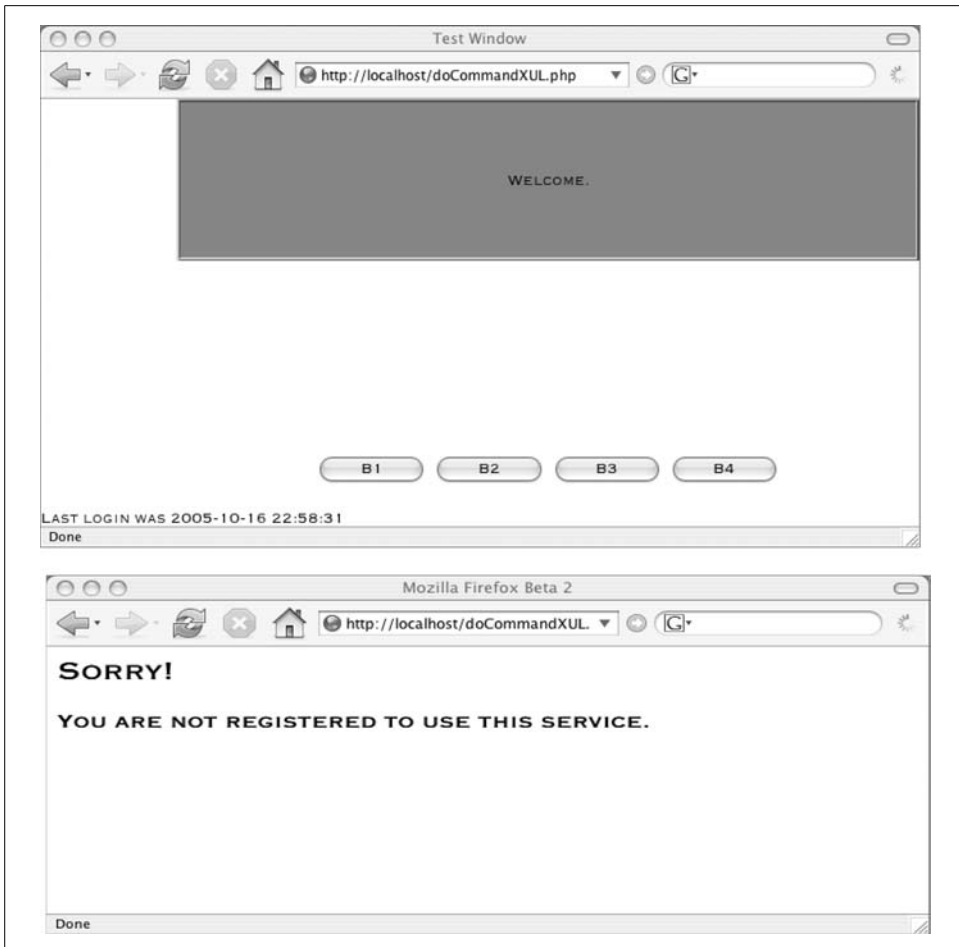 Test Window
http://localhost/doCommandXUL.php
G
WELCOME.
B1 B2 B3 B4
LAST LOGIN WAS 2005-10-16 22:58:31
Done
Mozilla Firefox Beta 2
http://localhost/doCommandXUL.
G
SORRY!
YOU ARE NOT REGISTERED TO USE THIS SERVICE.
Done